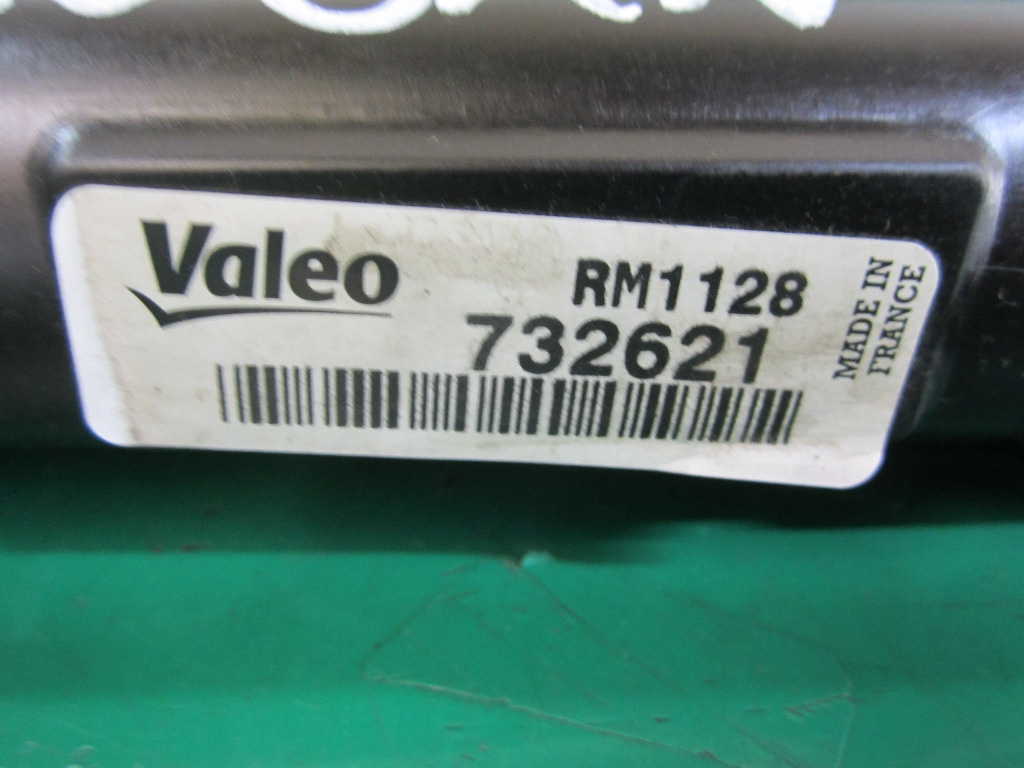 Valeo
RM1128
732621
MADE IN
FRANCE